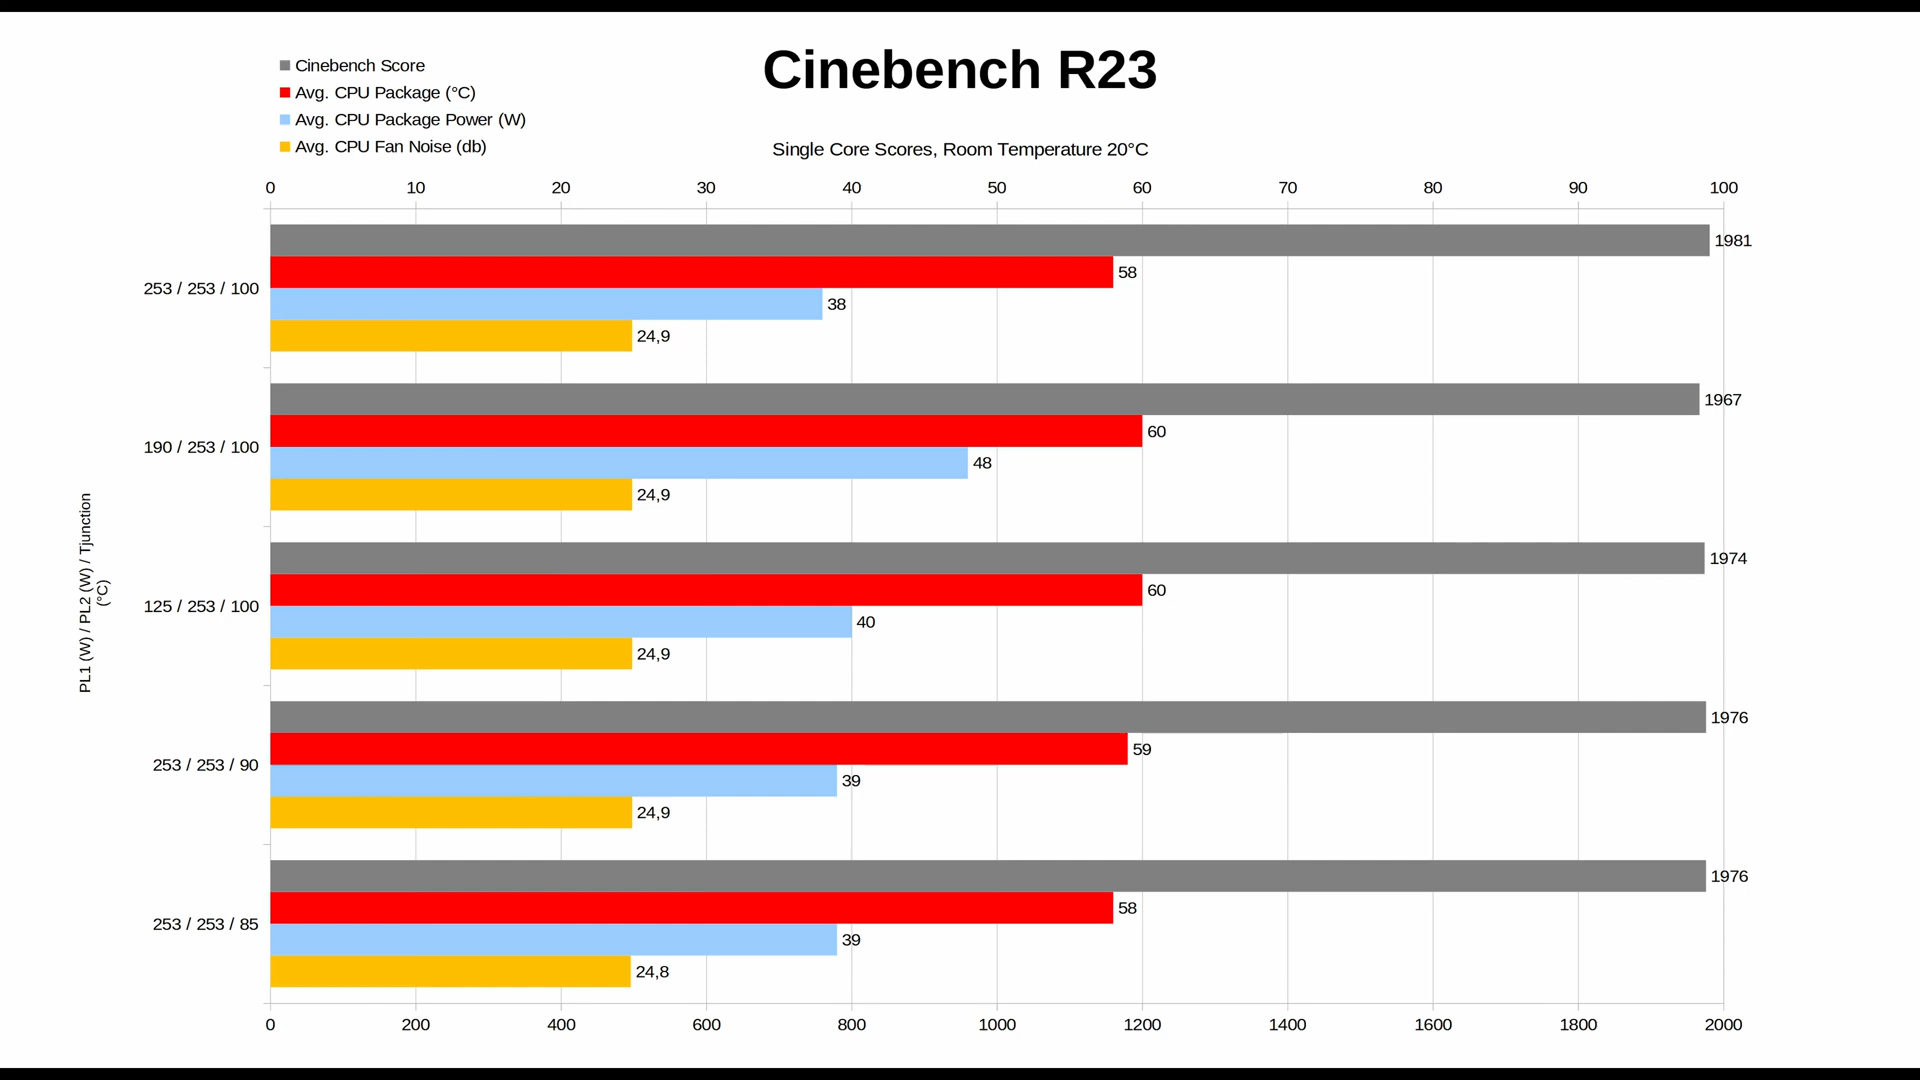 Cinebench R23
Cinebench Score
Avg. CPU Package (°C)
Avg. CPU Package Power (W)
Avg. CPU Fan Noise (db)
Single Core Scores, Room Temperature 20°C
0 10 20 30 40 50 60 70 80 90 100
PL1 (W) / PL2 (W) / Tjunction
(°C)
1981
253 / 253 / 100
58
38
24,9
1967
190 / 253 / 100
60
48
24,9
1974
125 / 253 / 100
60
40
24,9
1976
253 / 253 / 90
59
39
24,9
1976
253 / 253 / 85
58
39
24,8
0 200 400 600 800 1000 1200 1400 1600 1800 2000